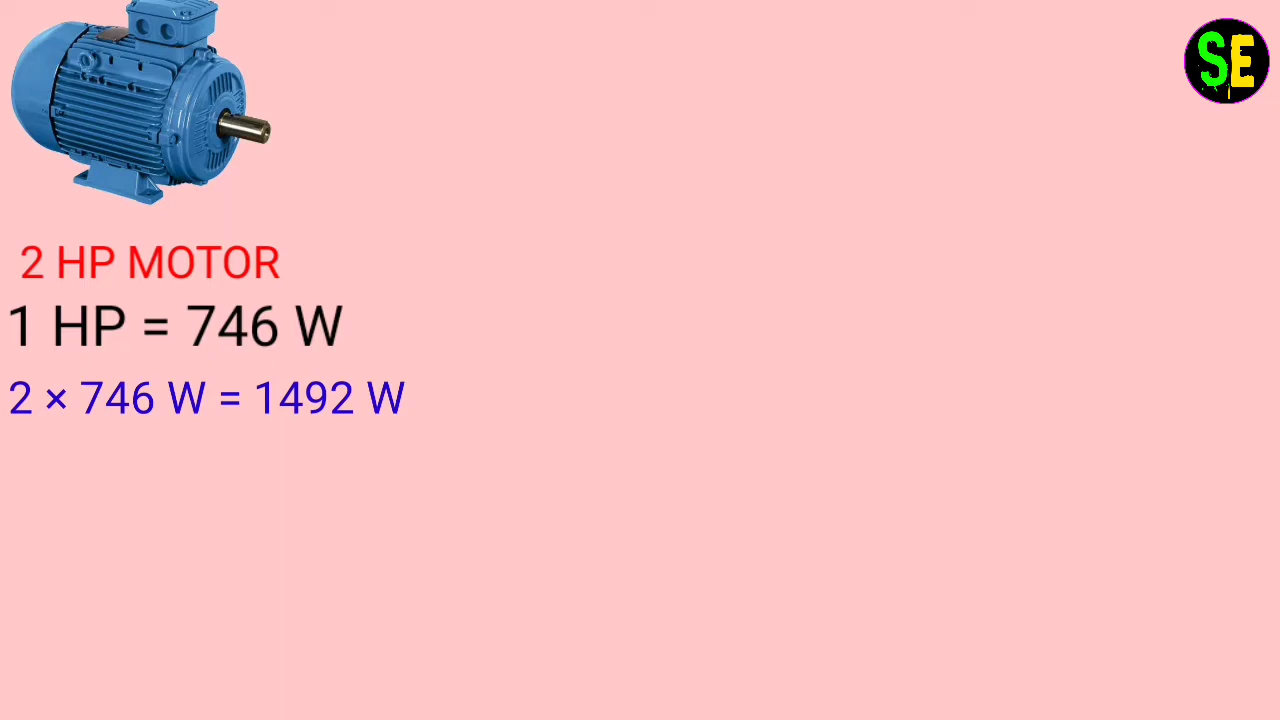 SE
2 HP MOTOR
1 HP = 746 W
2 × 746 W = 1492 W